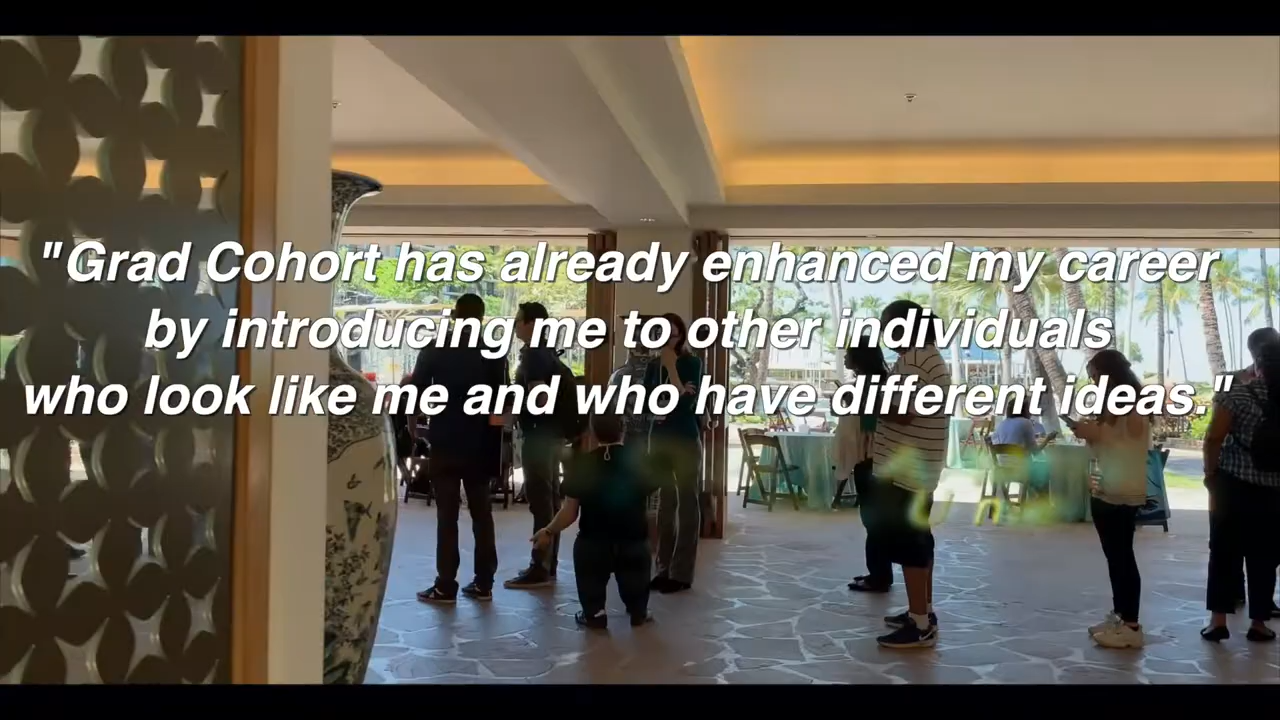 "Grad Cohort has already enhanced my career
by introducing me to other individuals
who look like me and who have different ideas."